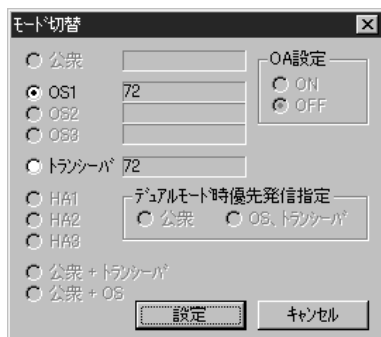 モード切替
公衆
OA設定
ON
OFF
OS1 72
OS2
OS3
トランシーバ 72
HA1
HA2
HA3
デュアルモード時優先発信指定
公衆 OS、トランシーバ
公衆 + トランシーバ
公衆 + OS
設定 キャンセル